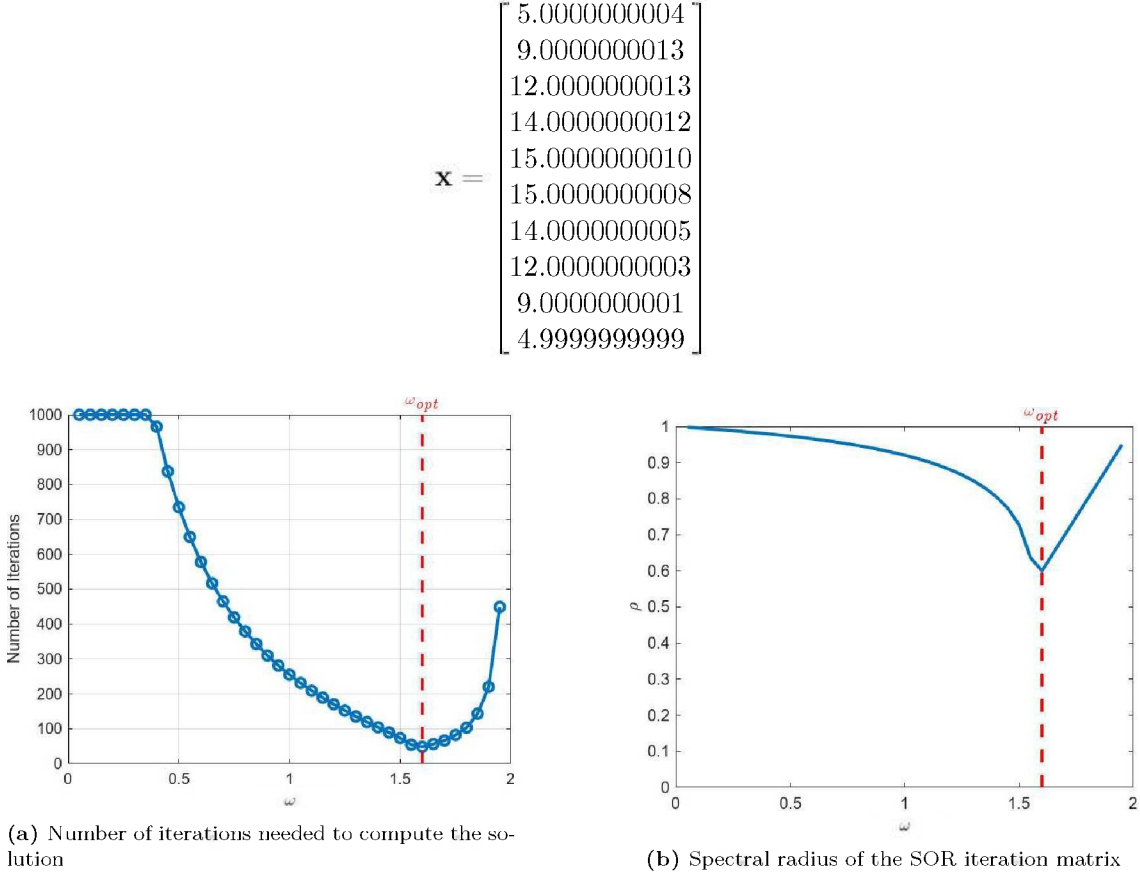 x =
5.0000000004
9.0000000013
12.0000000013
14.0000000012
15.0000000010
15.0000000008
14.0000000005
12.0000000003
9.0000000001
4.9999999999
ω_opt
1000
900
800
700
600
500
400
300
200
100
0
Number of Iterations
0 0.5 1 1.5 2
ω
(a) Number of iterations needed to compute the so-
lution
ω_opt
1
0.9
0.8
0.7
0.6
0.5
0.4
0.3
0.2
0.1
0
ρ
0 0.5 1 1.5 2
ω
(b) Spectral radius of the SOR iteration matrix